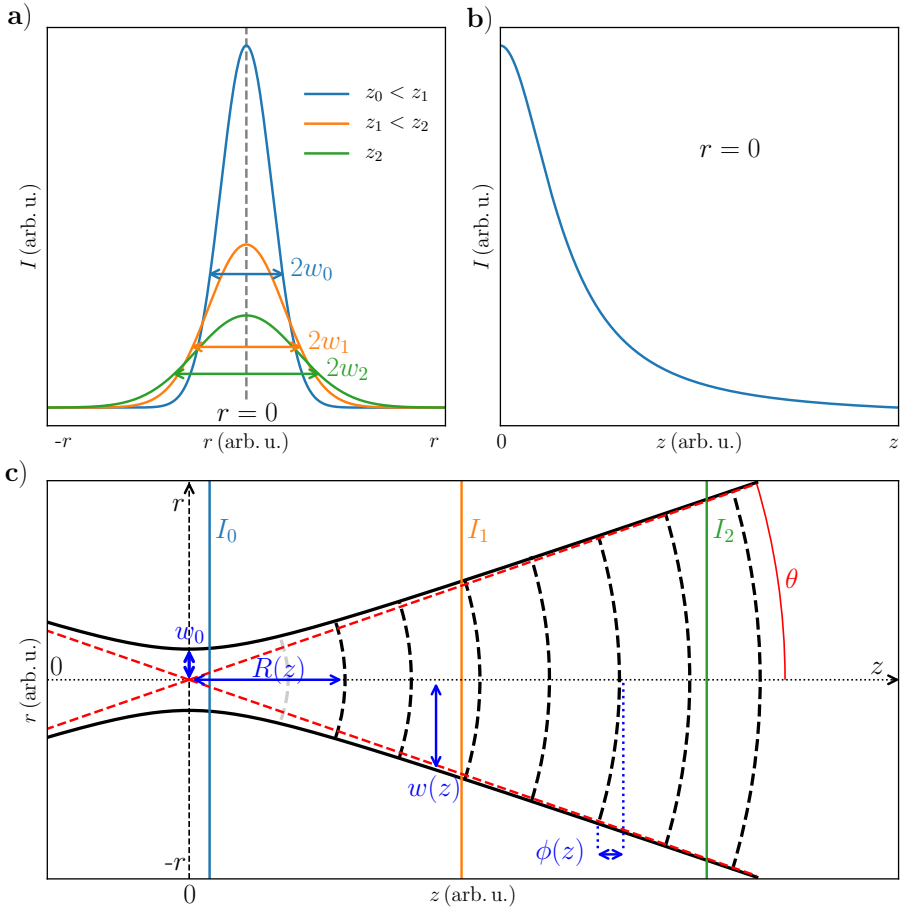 a)
z₀ < z₁
z₁ < z₂
z₂
2w₀
2w₁
2w₂
r = 0
I (arb. u.)
-r
r (arb. u.)
r
b)
r = 0
I (arb. u.)
0
z (arb. u.)
z
c)
r
I₀
I₁
I₂
θ
w₀
0
R(z)
z
r (arb. u.)
w(z)
ϕ(z)
-r
0
z (arb. u.)